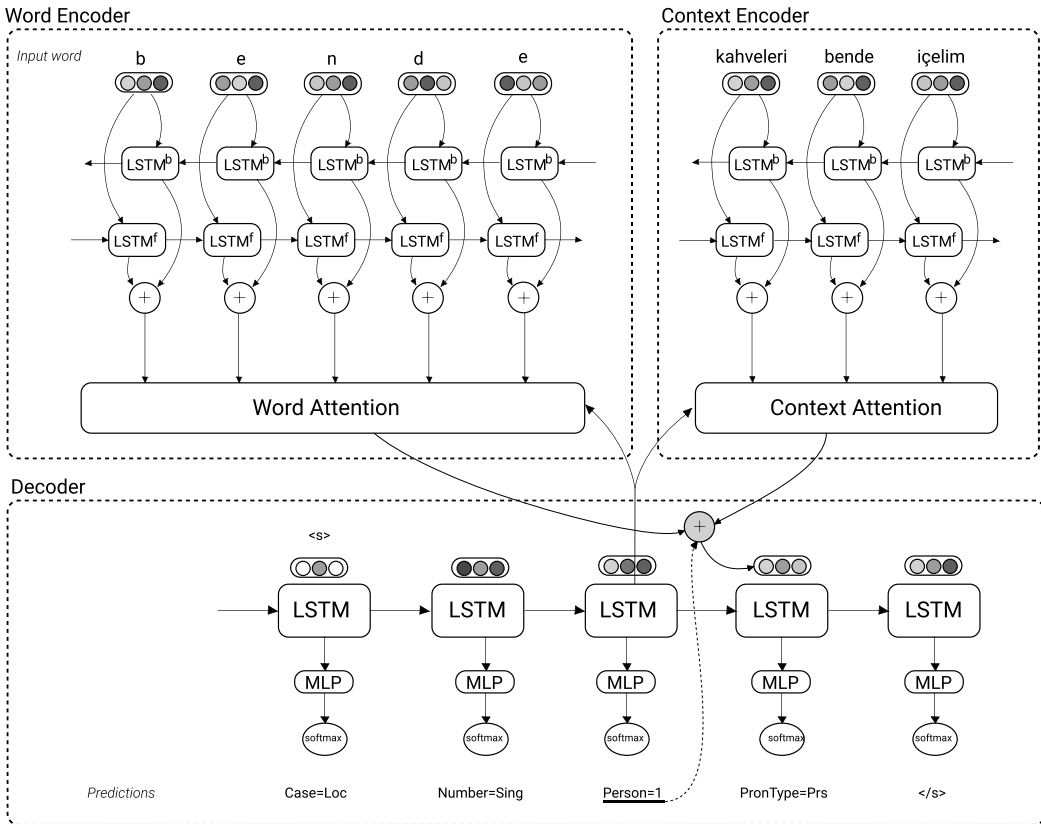 Word Encoder
Context Encoder
Input word
b e n d e
kahveleri bende içelim
LSTMb LSTMb LSTMb LSTMb LSTMb
LSTMb LSTMb LSTMb
LSTMf LSTMf LSTMf LSTMf LSTMf
LSTMf LSTMf LSTMf
+ + + + +
+ + +
Word Attention
Context Attention
Decoder
+
<s>
LSTM LSTM LSTM LSTM LSTM
MLP MLP MLP MLP MLP
softmax softmax softmax softmax softmax
Predictions Case=Loc Number=Sing Person=1 PronType=Prs </s>